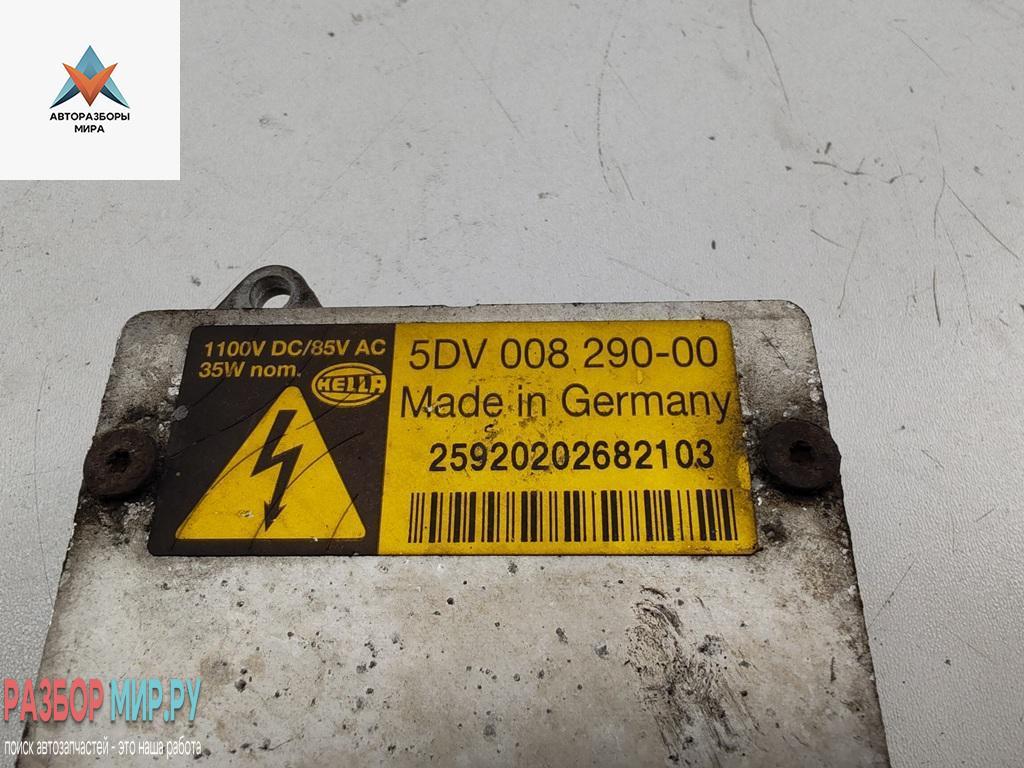 АВТОРАЗБОРЫ
МИРА
1100V DC/85V AC
35W nom.
HELLA
5DV 008 290-00
Made in Germany
25920202682103
РАЗБОР МИР.РУ
поиск автозапчастей - это наша работа